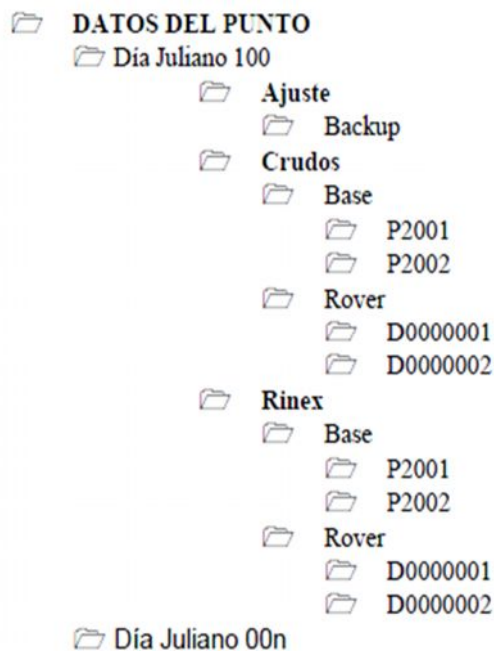 DATOS DEL PUNTO
Día Juliano 100
Ajuste
Backup
Crudos
Base
P2001
P2002
Rover
D0000001
D0000002
Rinex
Base
P2001
P2002
Rover
D0000001
D0000002
Día Juliano 00n